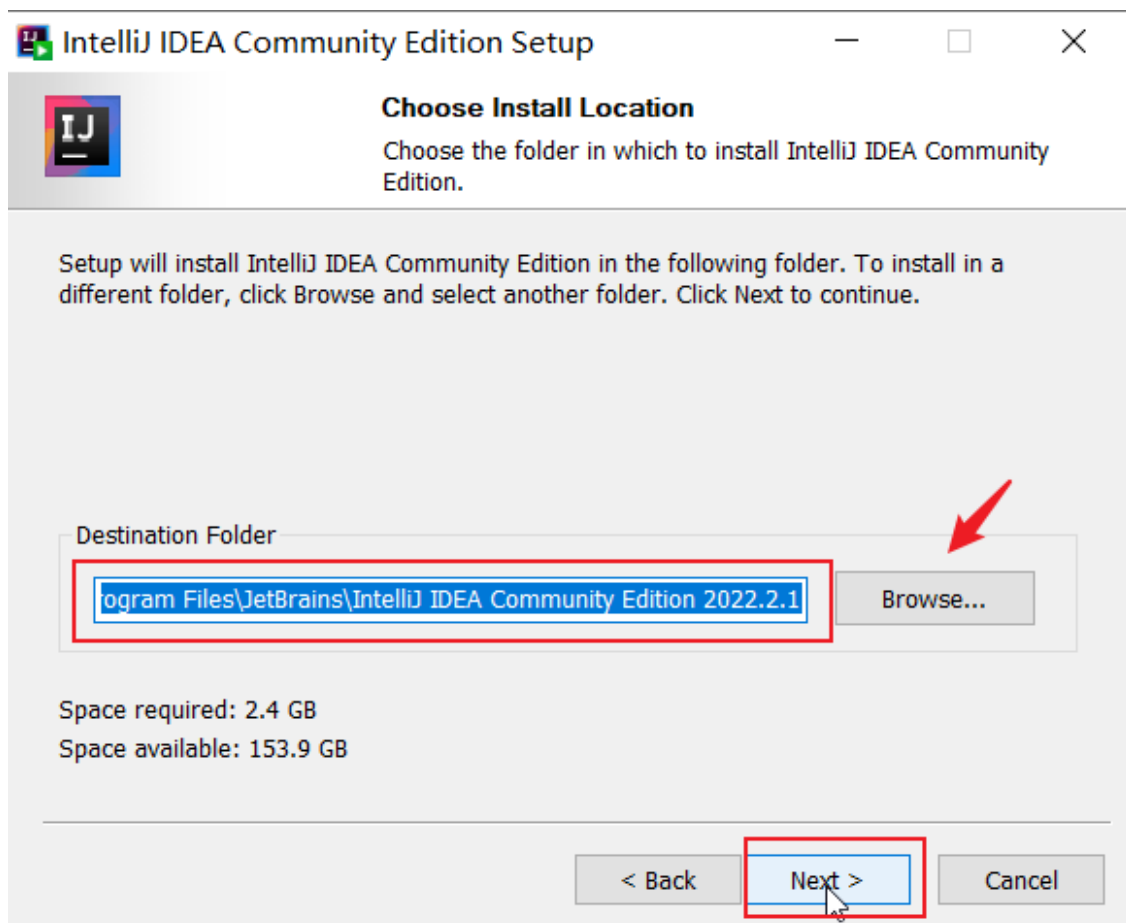 IntelliJ IDEA Community Edition Setup
IJ
Choose Install Location
Choose the folder in which to install IntelliJ IDEA Community
Edition.
Setup will install IntelliJ IDEA Community Edition in the following folder. To install in a
different folder, click Browse and select another folder. Click Next to continue.
Destination Folder
rogram Files\JetBrains\IntelliJ IDEA Community Edition 2022.2.1
Browse...
Space required: 2.4 GB
Space available: 153.9 GB
< Back
Next >
Cancel